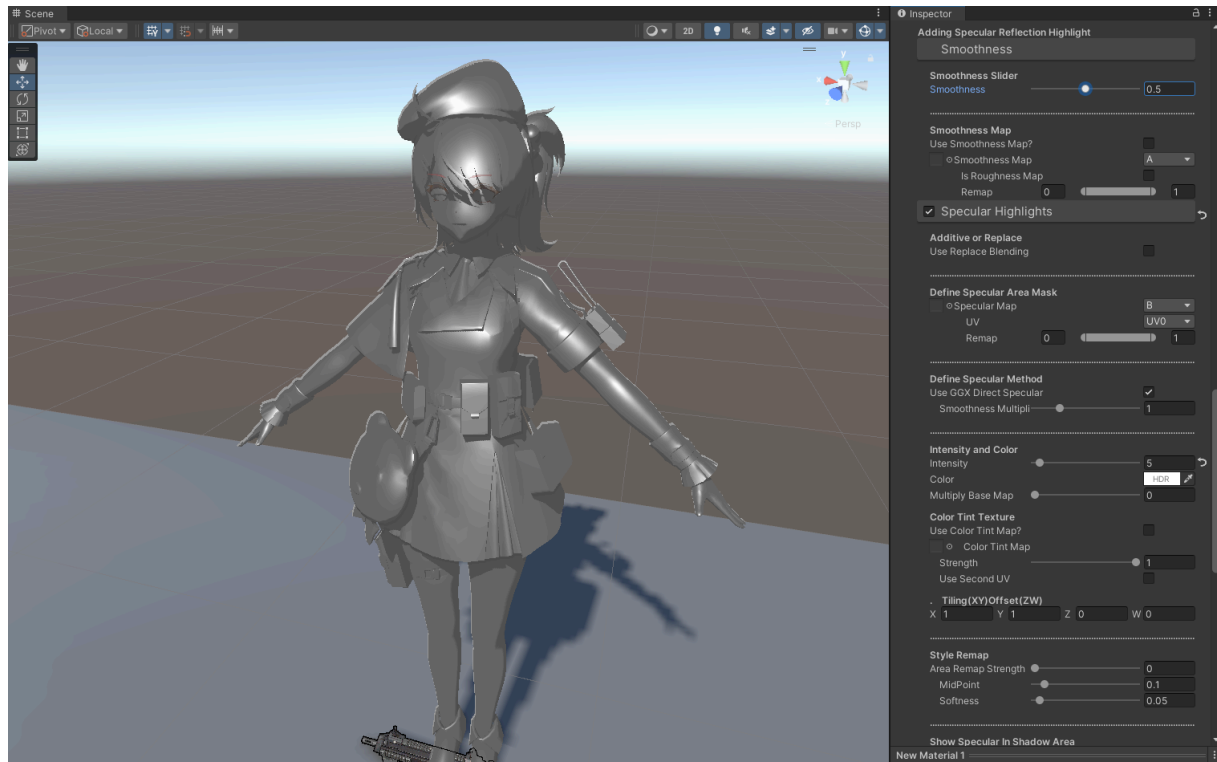 Scene
Inspector
Pivot
Local
2D
y
x
Persp
Adding Specular Reflection Highlight
Smoothness
Smoothness Slider
Smoothness 0.5
Smoothness Map
Use Smoothness Map?
Smoothness Map A
Is Roughness Map
Remap 0 1
Specular Highlights
Additive or Replace
Use Replace Blending
Define Specular Area Mask
Specular Map B
UV UV0
Remap 0 1
Define Specular Method
Use GGX Direct Specular
Smoothness Multipli 1
Intensity and Color
Intensity 5
Color HDR
Multiply Base Map 0
Color Tint Texture
Use Color Tint Map?
Color Tint Map
Strength 1
Use Second UV
. Tiling(XY)Offset(ZW)
X 1 Y 1 Z 0 W 0
Style Remap
Area Remap Strength 0
MidPoint 0.1
Softness 0.05
Show Specular In Shadow Area
New Material 1